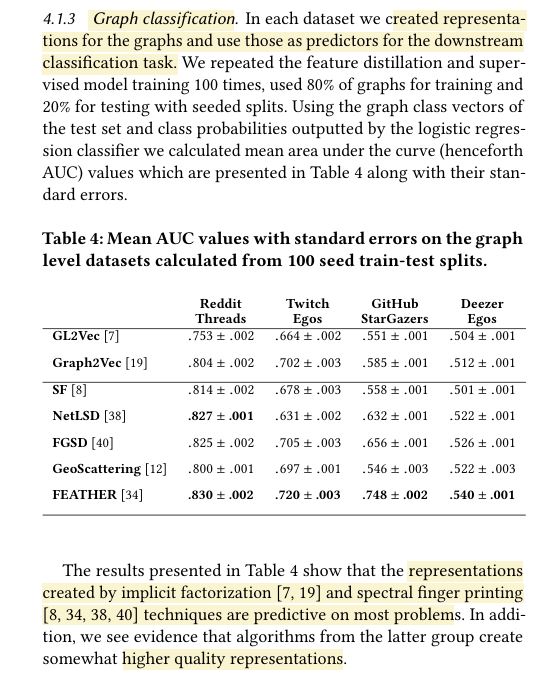 4.1.3 Graph classification. In each dataset we created representa-
tions for the graphs and use those as predictors for the downstream
classification task. We repeated the feature distillation and super-
vised model training 100 times, used 80% of graphs for training and
20% for testing with seeded splits. Using the graph class vectors of
the test set and class probabilities outputted by the logistic regres-
sion classifier we calculated mean area under the curve (henceforth
AUC) values which are presented in Table 4 along with their stan-
dard errors.
Table 4: Mean AUC values with standard errors on the graph
level datasets calculated from 100 seed train-test splits.
Reddit Twitch GitHub Deezer
Threads Egos StarGazers Egos
GL2Vec [7] .753 ± .002 .664 ± .002 .551 ± .001 .504 ± .001
Graph2Vec [19] .804 ± .002 .702 ± .003 .585 ± .001 .512 ± .001
SF [8] .814 ± .002 .678 ± .003 .558 ± .001 .501 ± .001
NetLSD [38] .827 ± .001 .631 ± .002 .632 ± .001 .522 ± .001
FGSD [40] .825 ± .002 .705 ± .003 .656 ± .001 .526 ± .001
GeoScattering [12] .800 ± .001 .697 ± .001 .546 ± .003 .522 ± .003
FEATHER [34] .830 ± .002 .720 ± .003 .748 ± .002 .540 ± .001
The results presented in Table 4 show that the representations
created by implicit factorization [7, 19] and spectral finger printing
[8, 34, 38, 40] techniques are predictive on most problems. In addi-
tion, we see evidence that algorithms from the latter group create
somewhat higher quality representations.